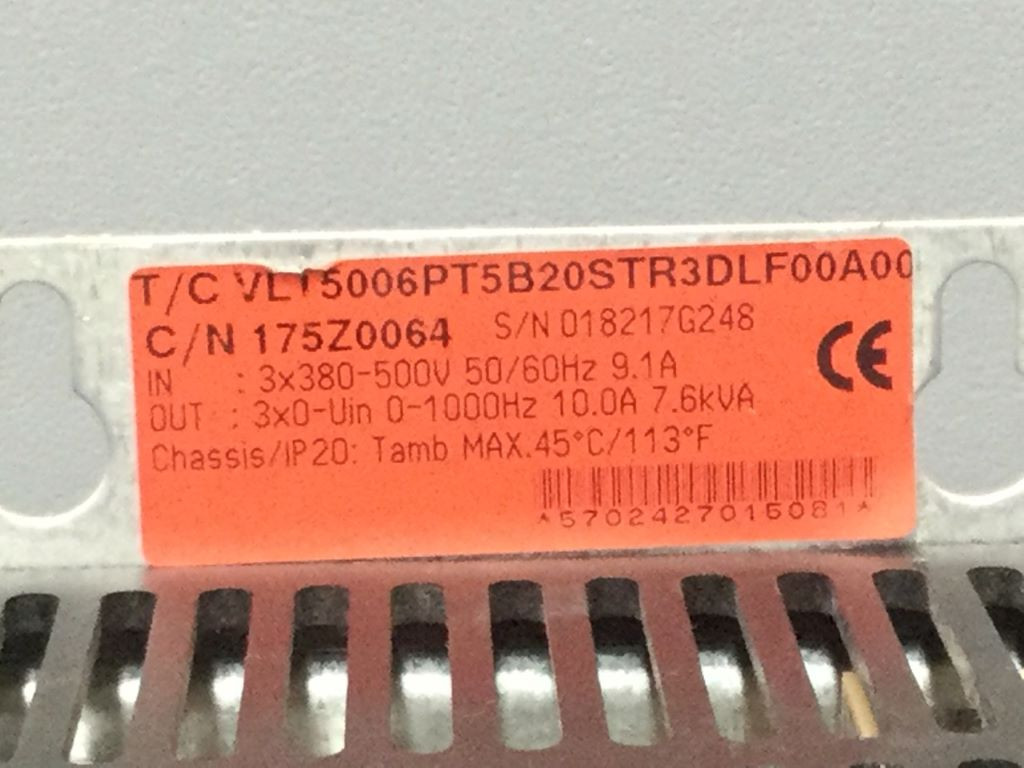 T/C VLT5006PT5B20STR3DLF00A00
C/N 175Z0064 S/N 018217G248
IN : 3x380-500V 50/60Hz 9.1A
OUT : 3x0-Uin 0-1000Hz 10.0A 7.6kVA
CE
Chassis/IP20: Tamb MAX.45°C/113°F
*5702427015081*